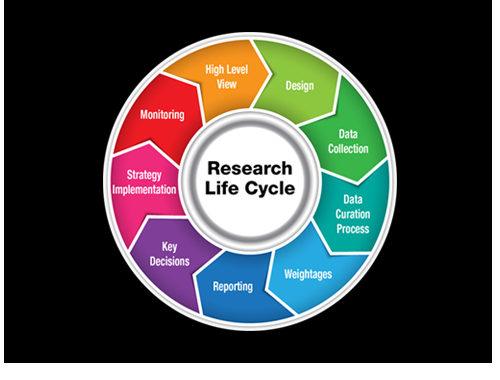 Research
Life Cycle
High Level
View
Design
Data
Collection
Data
Curation
Process
Weightages
Reporting
Key
Decisions
Strategy
Implementation
Monitoring